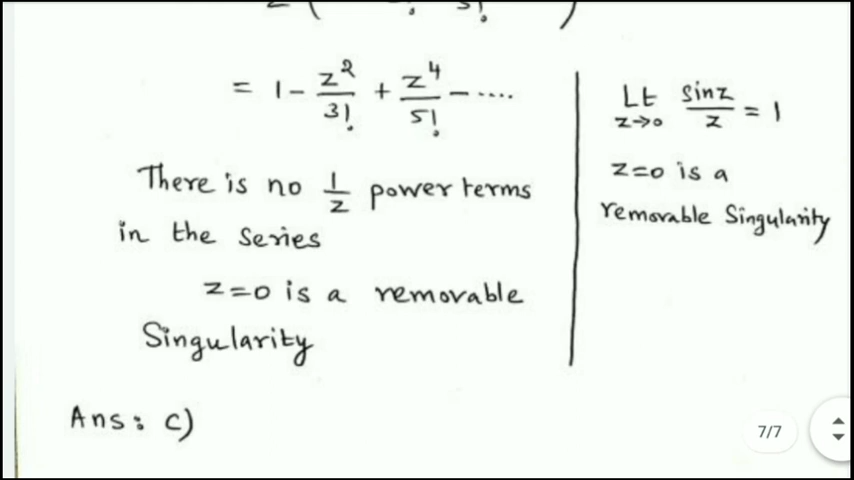 = 1 - z²/3! + z⁴/5! - ....
There is no 1/z power terms
in the series
z=0 is a removable
Singularity
Lt z→0 sinz/z = 1
z=0 is a
removable Singularity
Ans: c)
7/7